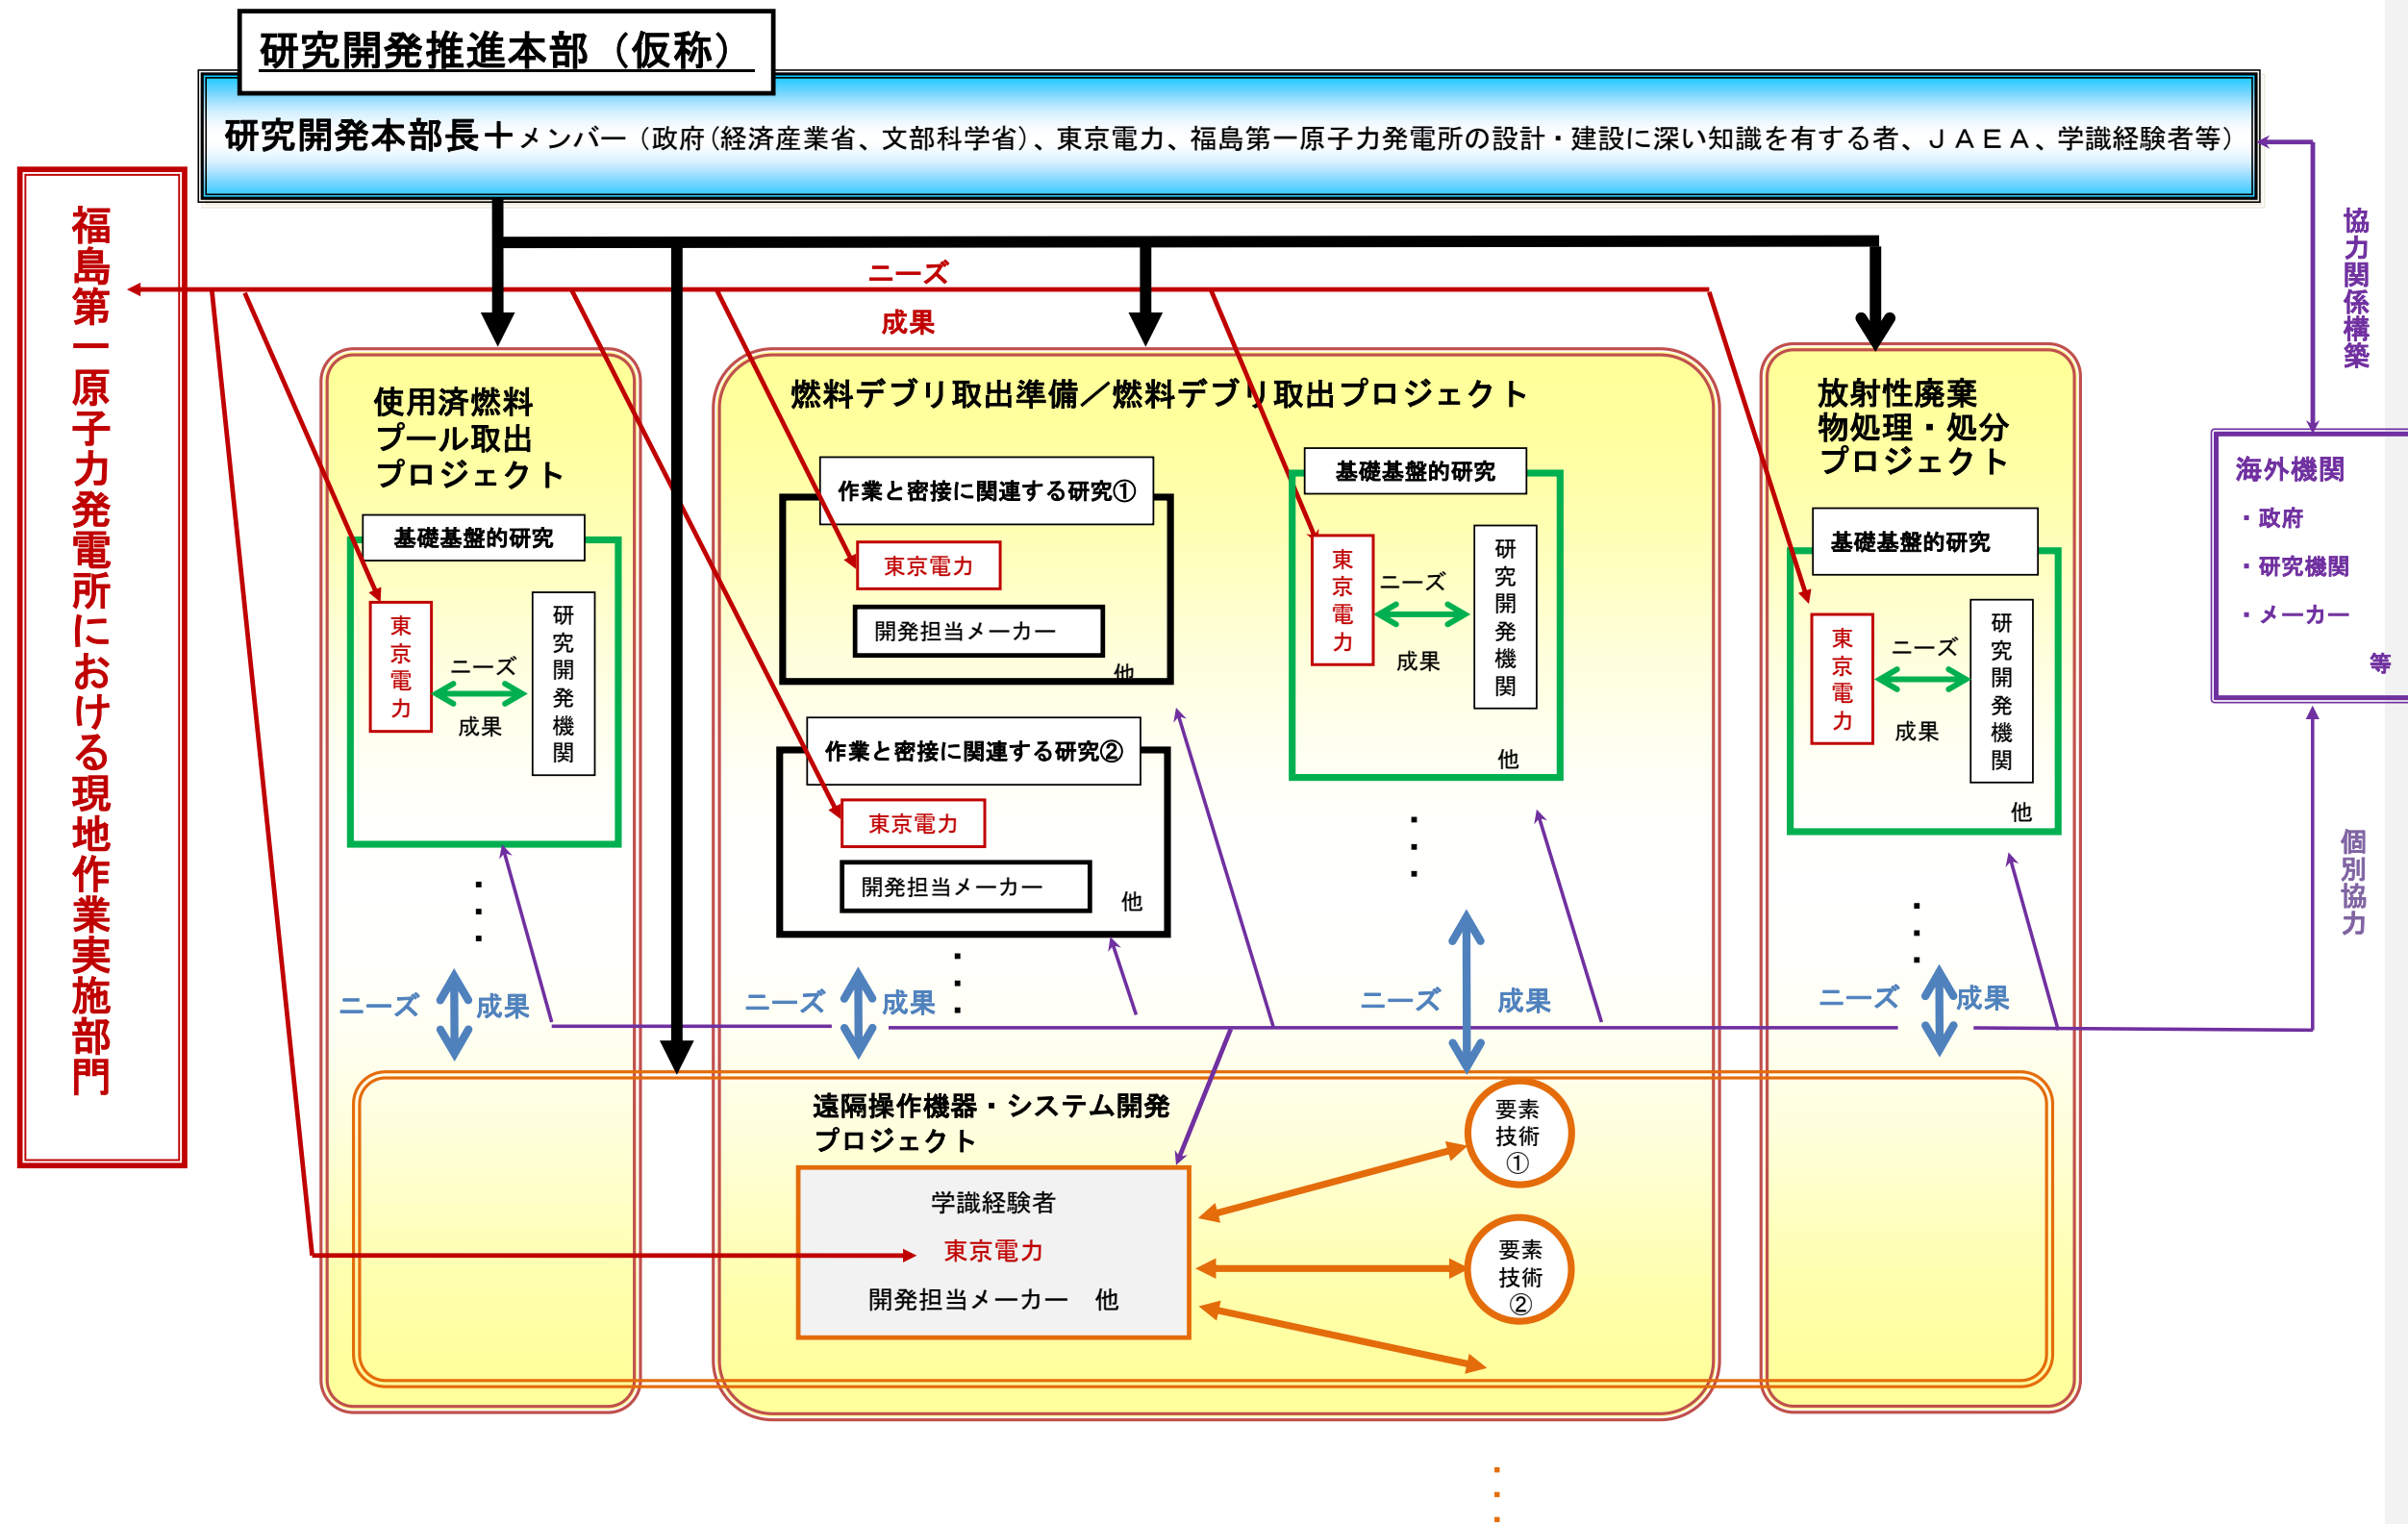 研究開発推進本部（仮称）
研究開発本部長＋メンバー（政府（経済産業省、文部科学省）、東京電力、福島第一原子力発電所の設計・建設に深い知識を有する者、ＪＡＥＡ、学識経験者等）
福島第一原子力発電所における現地作業実施部門
ニーズ
成果
協力関係構築
使用済燃料
プール取出
プロジェクト
基礎基盤的研究
東京電力
ニーズ
成果
研究開発機関
・・・
ニーズ
成果
燃料デブリ取出準備／燃料デブリ取出プロジェクト
作業と密接に関連する研究①
東京電力
開発担当メーカー
他
作業と密接に関連する研究②
東京電力
開発担当メーカー
他
・・・
ニーズ
成果
基礎基盤的研究
東京電力
ニーズ
成果
研究開発機関
他
・・・
ニーズ
成果
放射性廃棄
物処理・処分
プロジェクト
基礎基盤的研究
東京電力
ニーズ
成果
研究開発機関
他
・・・
ニーズ
成果
海外機関
・政府
・研究機関
・メーカー
等
個別協力
遠隔操作機器・システム開発
プロジェクト
学識経験者
東京電力
開発担当メーカー　他
要素
技術
①
要素
技術
②
・・・